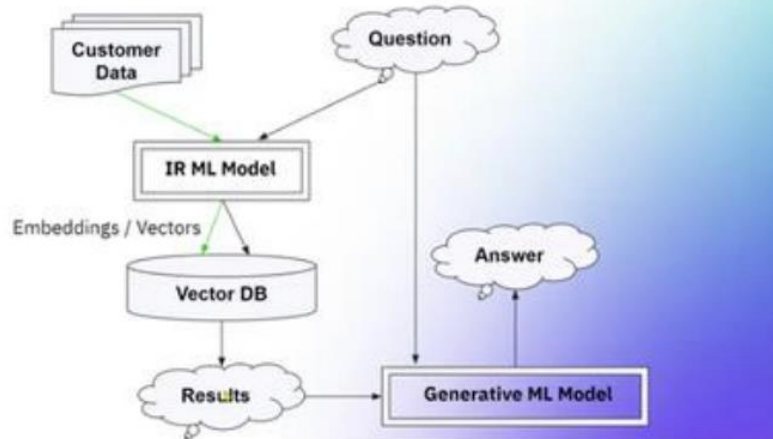 Customer
Data
Question
IR ML Model
Embeddings / Vectors
Answer
Vector DB
Results
Generative ML Model